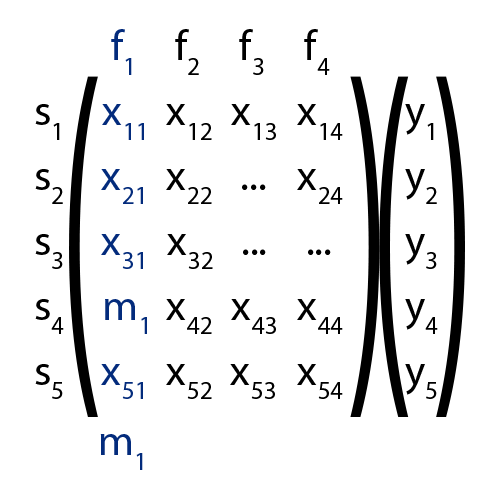 f1 f2 f3 f4
s1 x11 x12 x13 x14 y1
s2 x21 x22 ... x24 y2
s3 x31 x32 ... ... y3
s4 m1 x42 x43 x44 y4
s5 x51 x52 x53 x54 y5
m1